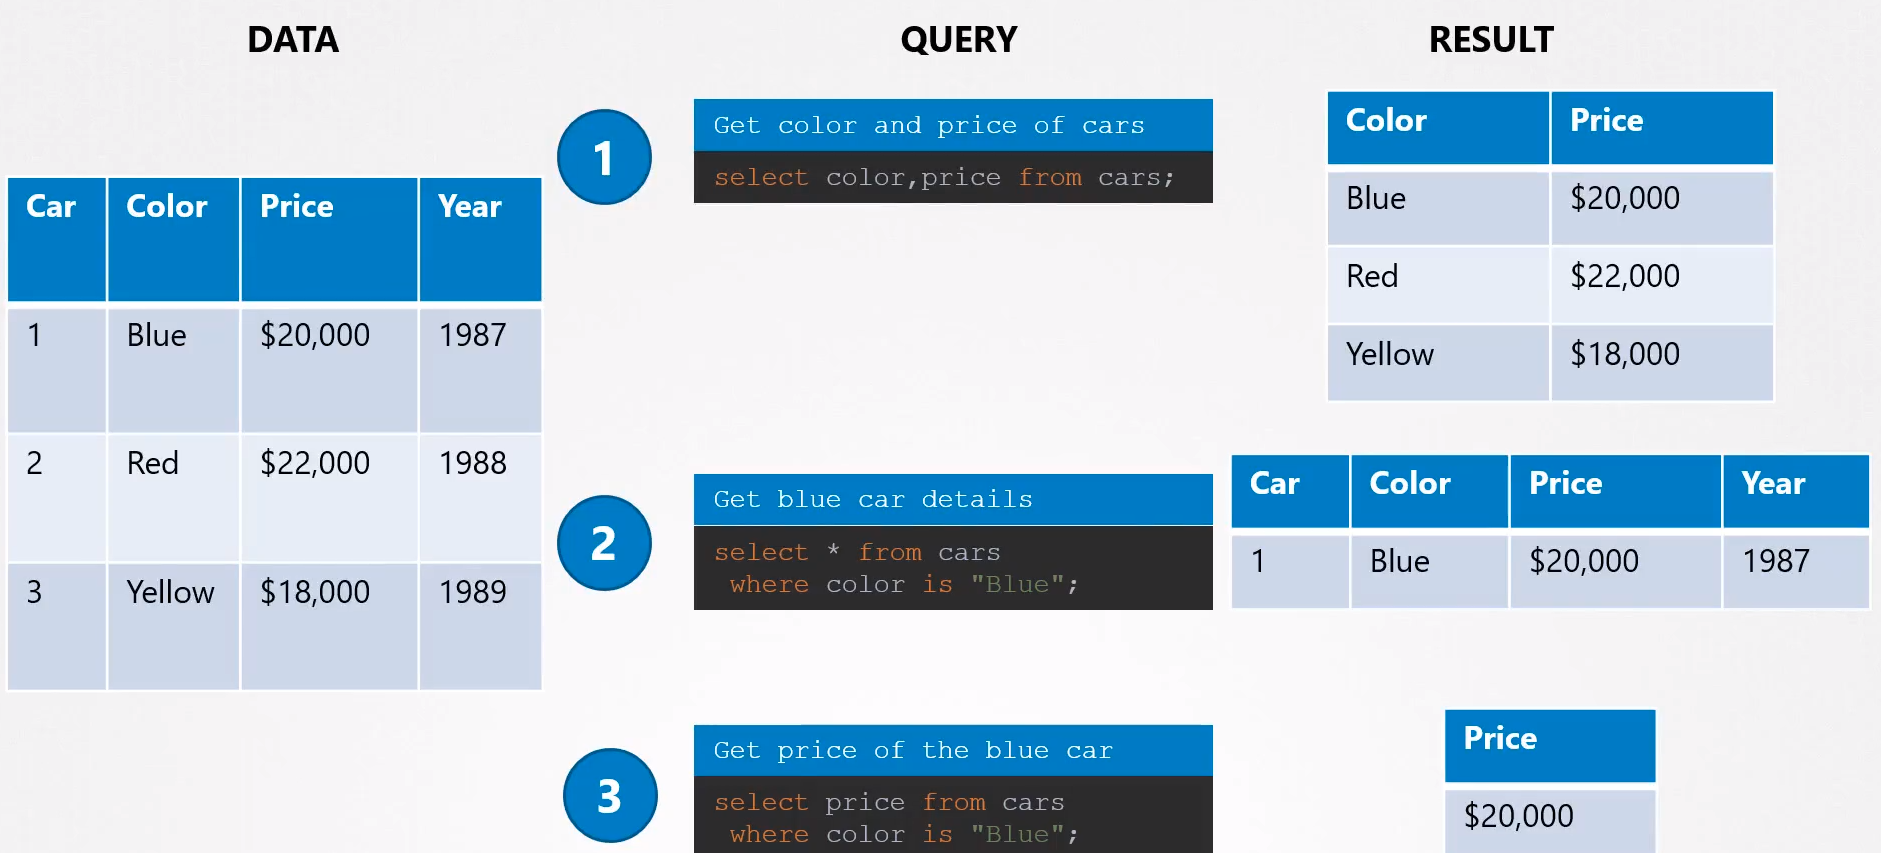 DATA
QUERY
RESULT
Car Color Price Year
1 Blue $20,000 1987
2 Red $22,000 1988
3 Yellow $18,000 1989
1
Get color and price of cars
select color,price from cars;
Color Price
Blue $20,000
Red $22,000
Yellow $18,000
2
Get blue car details
select * from cars
where color is "Blue";
Car Color Price Year
1 Blue $20,000 1987
3
Get price of the blue car
select price from cars
where color is "Blue";
Price
$20,000